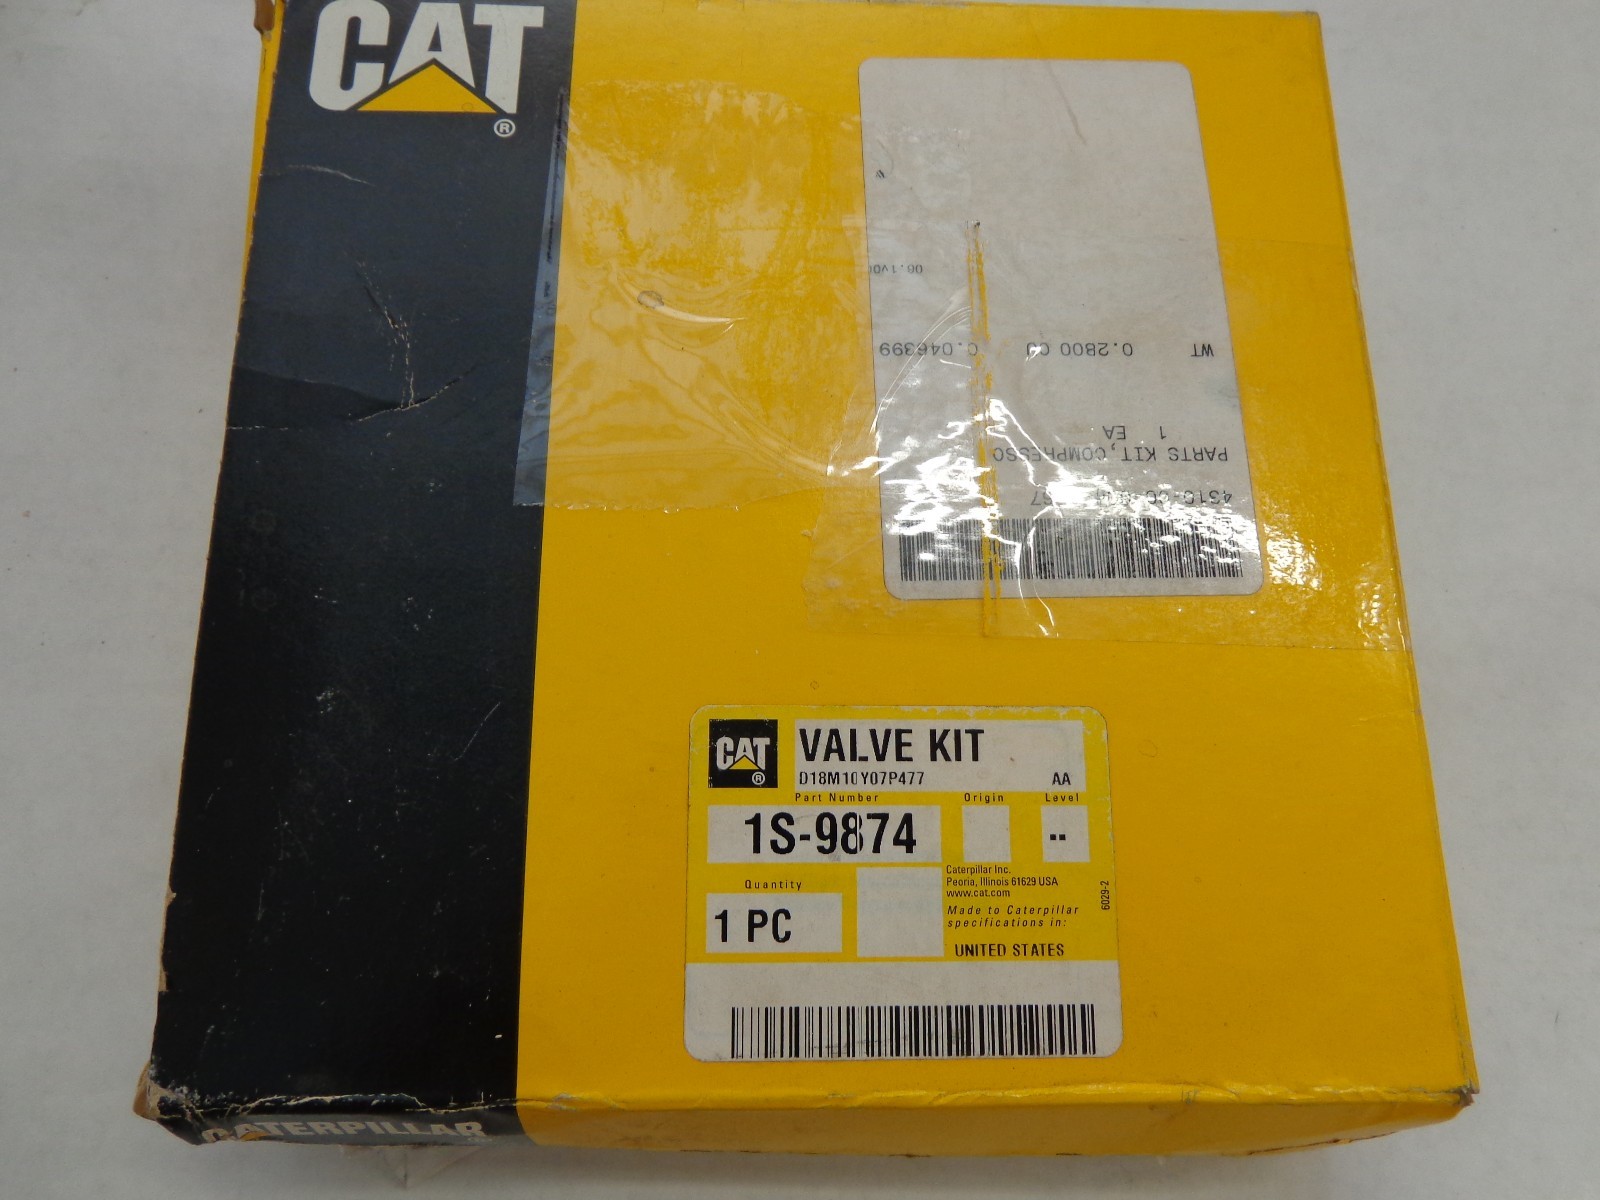 CAT
®
WT 0.2800 0.046399
1 EA
PARTS KIT,COMPRESSO
CAT
®
VALVE KIT
D18M10Y07P477 AA
Part Number Origin Level
1S-9874 --
Quantity
1 PC
Caterpillar Inc.
Peoria, Illinois 61629 USA
www.cat.com
Made to Caterpillar
specifications in:
UNITED STATES
6029-2
CATERPILLAR